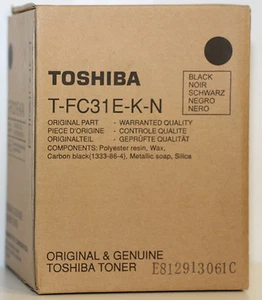 TOSHIBA
BLACK
NOIR
SCHWARZ
NEGRO
NERO
T-FC31E-K-N
ORIGINAL PART - WARRANTED QUALITY
PIECE D'ORIGINE - CONTROLE QUALITE
ORIGINALTEIL - GEPRÜFTE QUALITÄT
COMPONENTS: Polyester resin, Wax,
Carbon black(1333-86-4), Metallic soap, Silica
ORIGINAL & GENUINE
TOSHIBA TONER
E812913061C